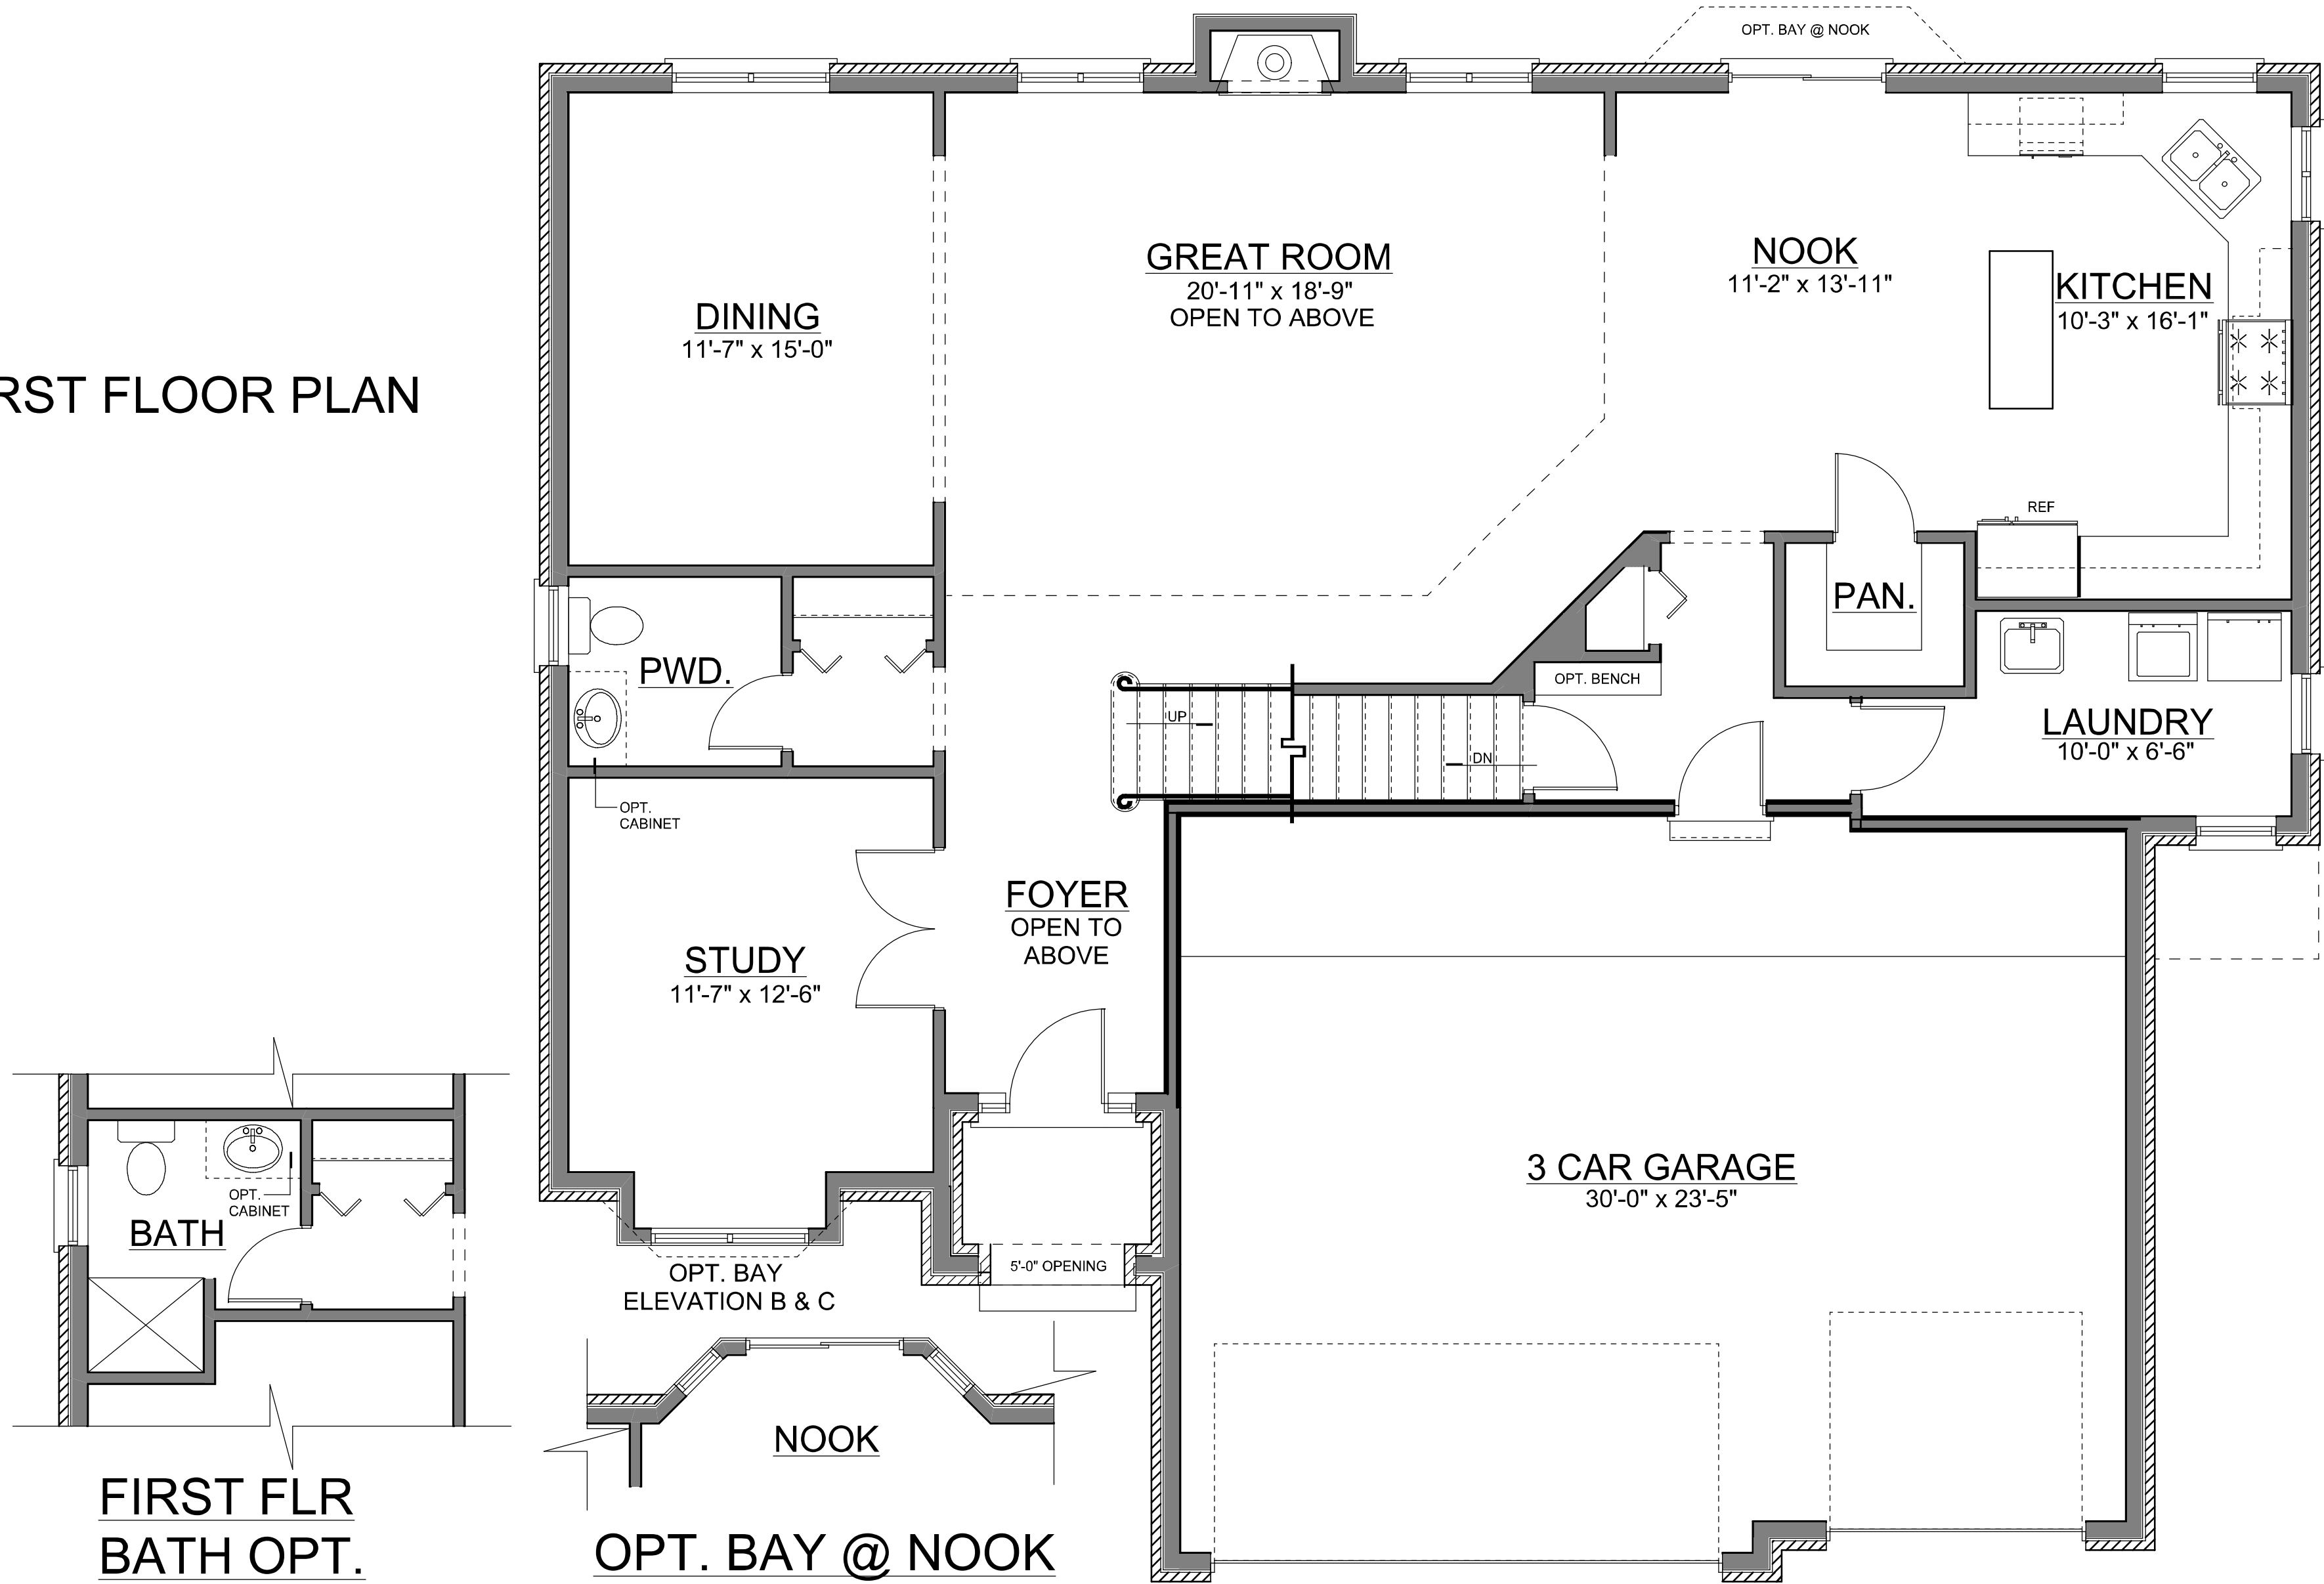 OPT. BAY @ NOOK
GREAT ROOM
20'-11" x 18'-9"
OPEN TO ABOVE
NOOK
11'-2" x 13'-11"
KITCHEN
10'-3" x 16'-1"
DINING
11'-7" x 15'-0"
RST FLOOR PLAN
REF
PAN.
PWD.
OPT. BENCH
UP
DN
LAUNDRY
10'-0" x 6'-6"
OPT.
CABINET
FOYER
OPEN TO
ABOVE
STUDY
11'-7" x 12'-6"
3 CAR GARAGE
30'-0" x 23'-5"
OPT.
CABINET
BATH
5'-0" OPENING
OPT. BAY
ELEVATION B & C
NOOK
FIRST FLR
BATH OPT.
OPT. BAY @ NOOK